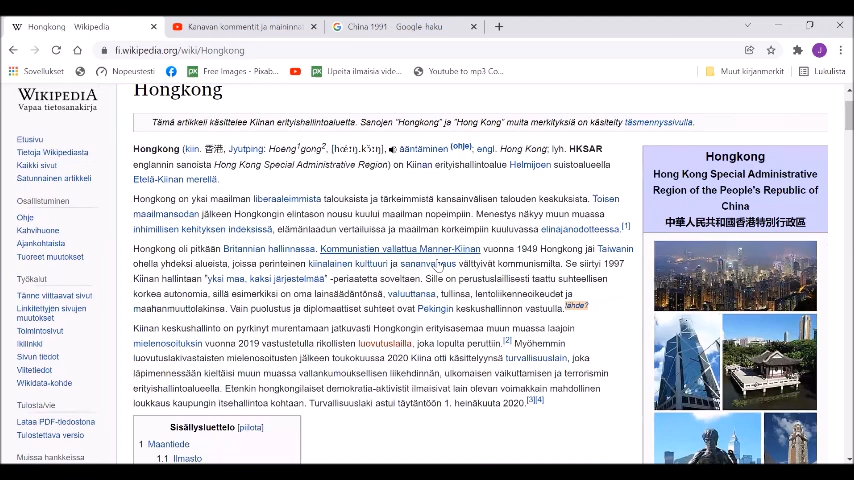 Hongkong – Wikipedia
Kanavan kommentit ja maininnat
China 1991 - Google-haku
fi.wikipedia.org/wiki/Hongkong
J
Sovellukset
Nopeustesti
Free Images - Pixab...
Upeita ilmaisia vide...
Youtube to mp3 Co...
Muut kirjanmerkit
Lukulista
WIKIPEDIA
Vapaa tietosanakirja
Etusivu
Tietoja Wikipediasta
Kaikki sivut
Satunnainen artikkeli
Osallistuminen
Ohje
Kahvihuone
Ajankohtaista
Tuoreet muutokset
Työkalut
Tänne viittaavat sivut
Linkitettyjen sivujen
muutokset
Toimintosivut
Ikilinkki
Sivun tiedot
Viitetiedot
Wikidata-kohde
Tulosta/vie
Lataa PDF-tiedostona
Tulostettava versio
Muissa hankkeissa
Hongkong
Tämä artikkeli käsittelee Kiinan erityishallintoaluetta. Sanojen "Hongkong" ja "Hong Kong" muita merkityksiä on käsitelty täsmennyssivulla.
Hongkong (kiin. 香港, Jyutping: Hoeng¹gong², [hœ́ːŋ.kɔ̌ːŋ], ääntäminen (ohje); engl. Hong Kong; lyh. HKSAR
englannin sanoista Hong Kong Special Administrative Region) on Kiinan erityishallintoalue Helmijoen suistoalueella
Etelä-Kiinan merellä.
Hongkong on yksi maailman liberaaleimmista talouksista ja tärkeimmistä kansainvälisen talouden keskuksista. Toisen
maailmansodan jälkeen Hongkongin elintason nousu kuului maailman nopeimpiin. Menestys näkyy muun muassa
inhimillisen kehityksen indeksissä, elämänlaadun vertailuissa ja maailman korkeimpiin kuuluvasta elinajanodotteessa.[1]
Hongkong oli pitkään Britannian hallinnassa. Kommunistien vallattua Manner-Kiinan vuonna 1949 Hongkong jäi Taiwanin
ohella yhdeksi alueista, joissa perinteinen kiinalainen kulttuuri ja sananvapaus välttyivät kommunismilta. Se siirtyi 1997
Kiinan hallintaan "yksi maa, kaksi järjestelmää" -periaatetta soveltaen. Sille on perustuslaillisesti taattu suhteellisen
korkea autonomia, sillä esimerkiksi on oma lainsäädäntönsä, valuuttansa, tullinsa, lentoliikenneoikeudet ja
maahanmuuttolakinsa. Vain puolustus ja diplomaattiset suhteet ovat Pekingin keskushallinnon vastuulla.[lähde?]
Kiinan keskushallinto on pyrkinyt murentamaan jatkuvasti Hongkongin erityisasemaa muun muassa laajoin
mielenosoituksin vuonna 2019 vastustetulla rikollisten luovutuslailla, joka lopulta peruttiin.[2] Myöhemmin
luovutuslakivastaisten mielenosoitusten jälkeen toukokuussa 2020 Kiina otti käsittelyynsä turvallisuuslain, joka
läpimennessään kieltäisi muun muassa vallankumouksellisen liikehdinnän, ulkomaisen vaikuttamisen ja terrorismin
erityishallintoalueella. Etenkin hongkongilaiset demokratia-aktivistit ilmaisivat lain olevan voimakkain mahdollinen
loukkaus kaupungin itsehallintoa kohtaan. Turvallisuuslaki astui täytäntöön 1. heinäkuuta 2020.[3][4]
Sisällysluettelo [piilota]
1 Maantiede
1.1 Ilmasto
Hongkong
Hong Kong Special Administrative
Region of the People's Republic of
China
中華人民共和國香港特別行政區